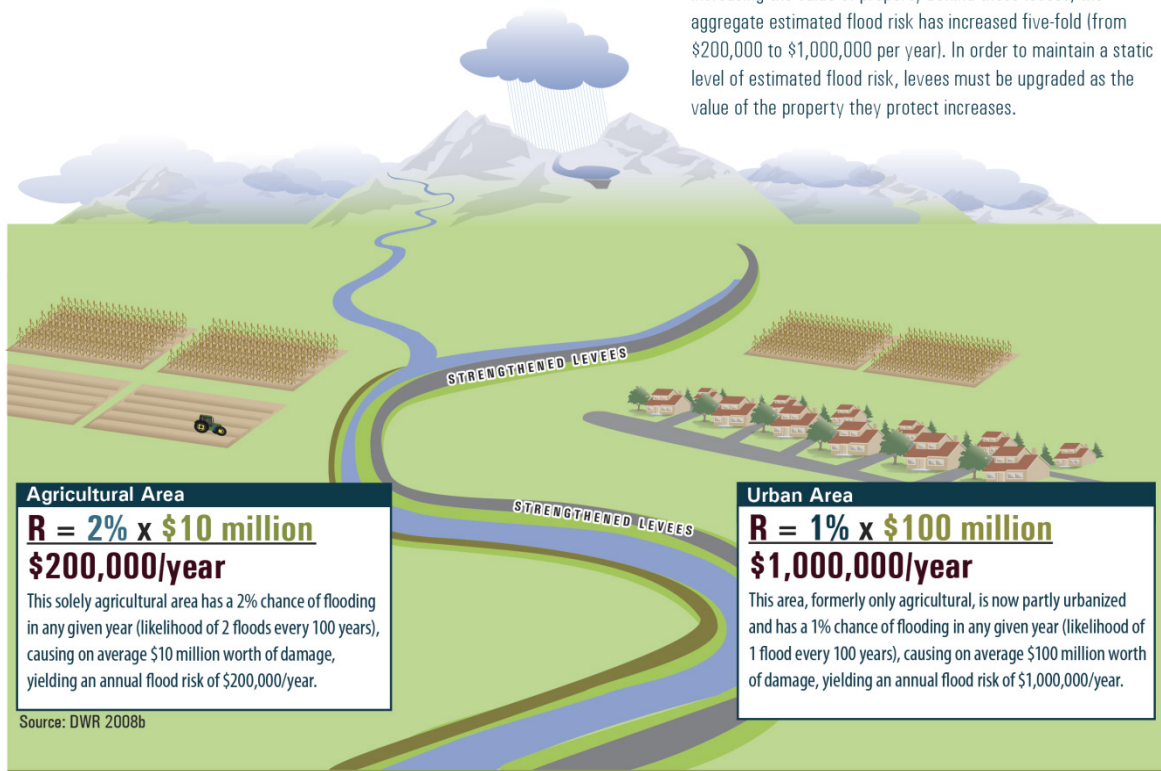 aggregate estimated flood risk has increased five-fold (from
$200,000 to $1,000,000 per year). In order to maintain a static
level of estimated flood risk, levees must be upgraded as the
value of the property they protect increases.
STRENGTHENED LEVEES
STRENGTHENED LEVEES
Agricultural Area
R = 2% x $10 million
$200,000/year
This solely agricultural area has a 2% chance of flooding
in any given year (likelihood of 2 floods every 100 years),
causing on average $10 million worth of damage,
yielding an annual flood risk of $200,000/year.
Source: DWR 2008b
Urban Area
R = 1% x $100 million
$1,000,000/year
This area, formerly only agricultural, is now partly urbanized
and has a 1% chance of flooding in any given year (likelihood of
1 flood every 100 years), causing on average $100 million worth
of damage, yielding an annual flood risk of $1,000,000/year.